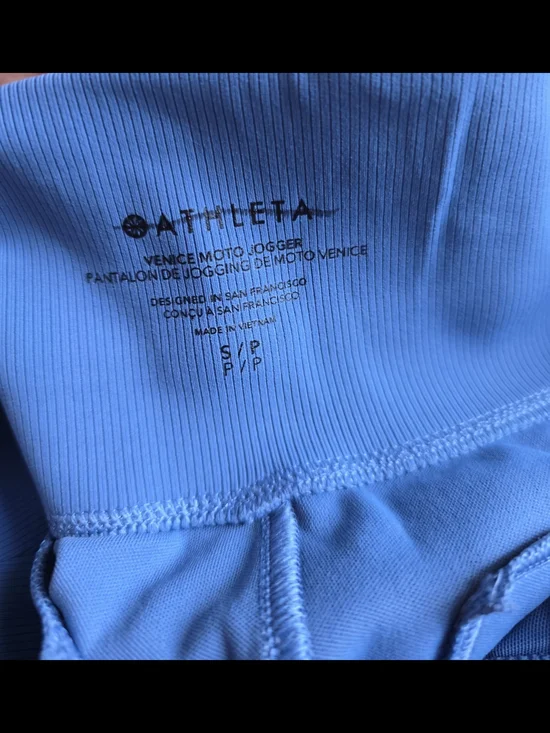 ATHLETA
VENICE MOTO JOGGER
PANTALON DE JOGGING DE MOTO VENICE
DESIGNED IN SAN FRANCISCO
CONÇU A SAN FRANCISCO
MADE IN VIETNAM
S / P
P / P